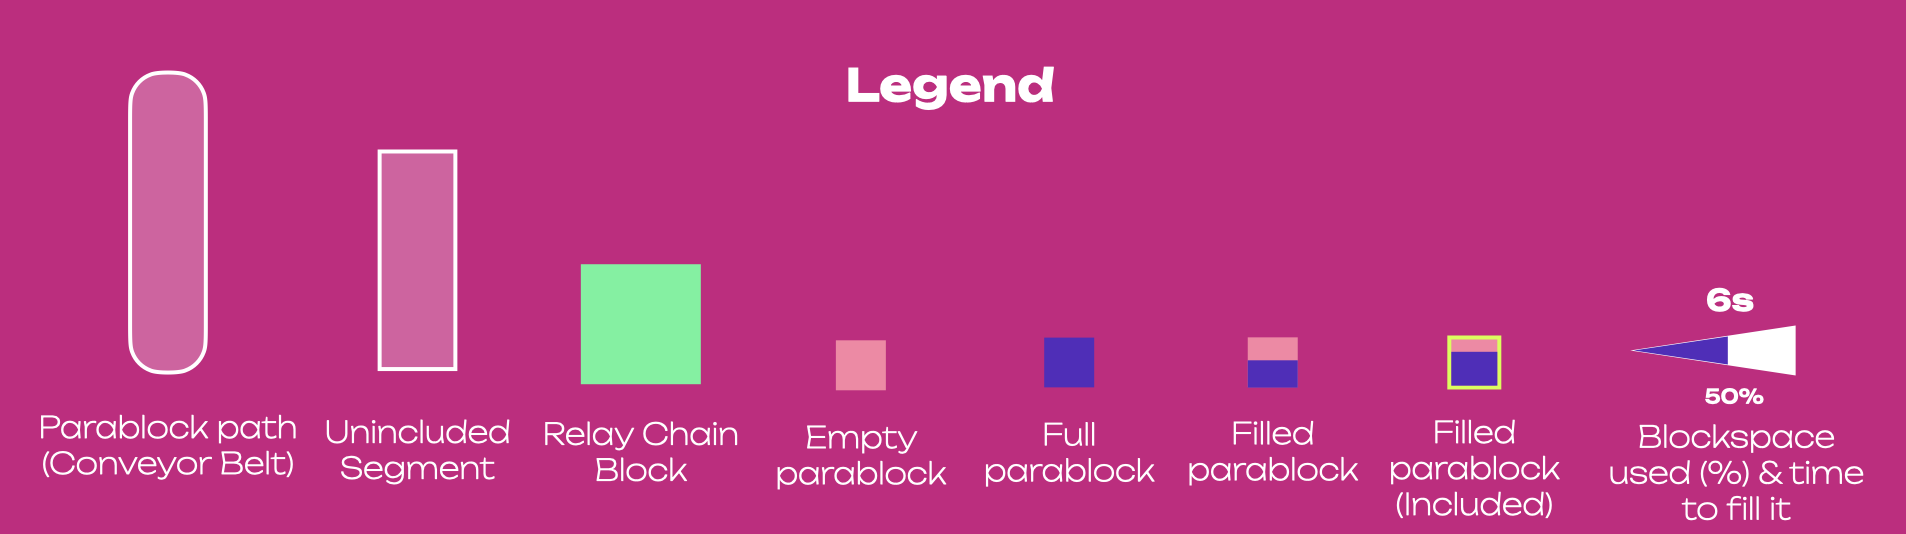 Legend
Parablock path
(Conveyor Belt)
Unincluded
Segment
Relay Chain
Block
Empty
parablock
Full
parablock
Filled
parablock
Filled
parablock
(Included)
6s
50%
Blockspace
used (%) & time
to fill it